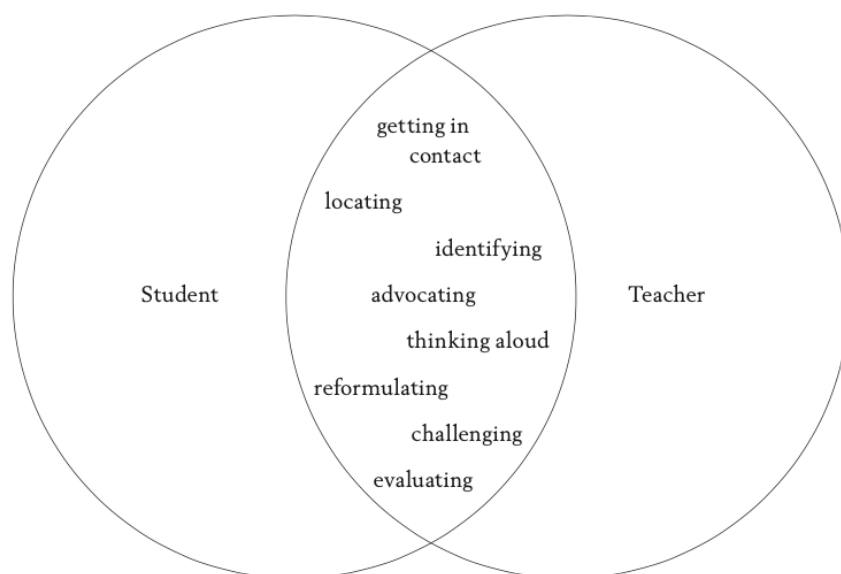 getting in
contact
locating
identifying
Student
advocating
Teacher
thinking aloud
reformulating
challenging
evaluating